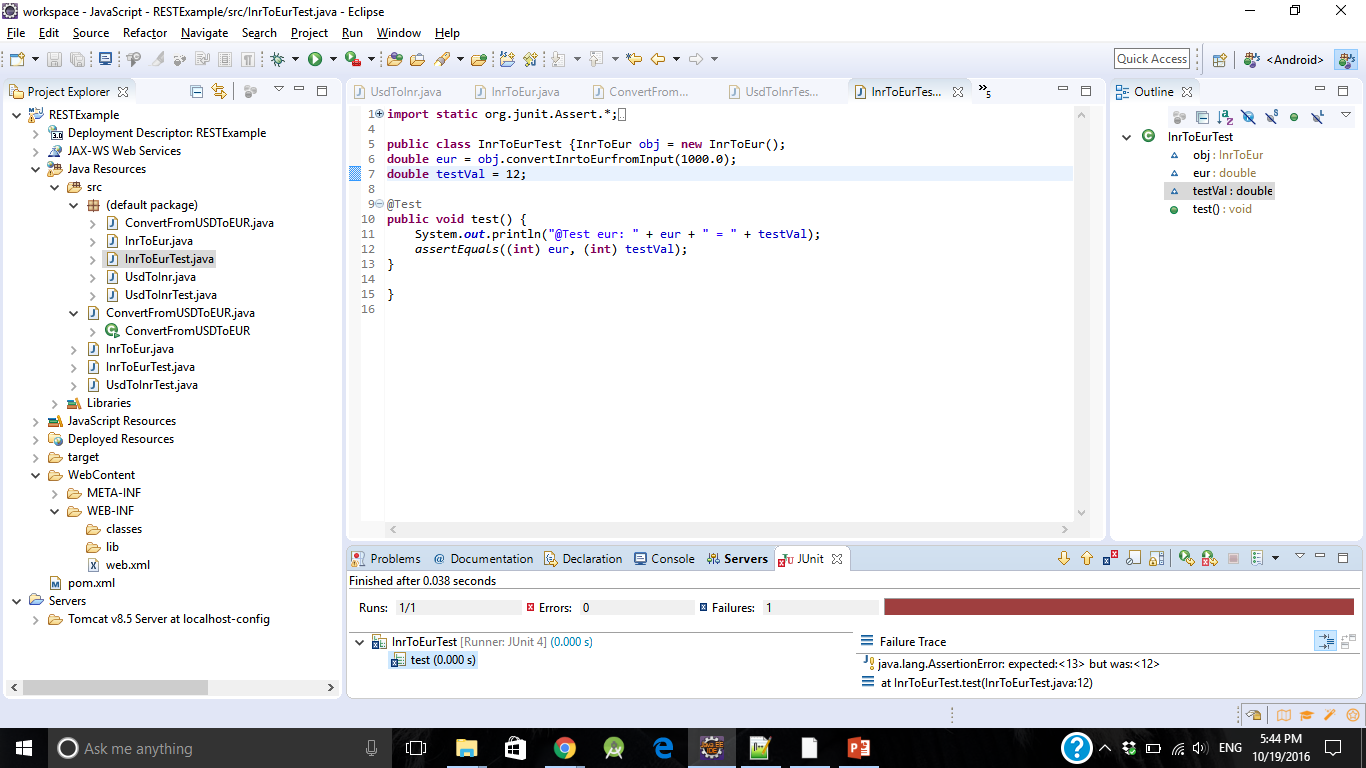 workspace - JavaScript - RESTExample/src/InrToEurTest.java - Eclipse
File Edit Source Refactor Navigate Search Project Run Window Help
Quick Access <Android>
Project Explorer
RESTExample
Deployment Descriptor: RESTExample
JAX-WS Web Services
Java Resources
src
(default package)
ConvertFromUSDToEUR.java
InrToEur.java
InrToEurTest.java
UsdToInr.java
UsdToInrTest.java
ConvertFromUSDToEUR.java
ConvertFromUSDToEUR
InrToEur.java
InrToEurTest.java
UsdToInrTest.java
Libraries
JavaScript Resources
Deployed Resources
target
WebContent
META-INF
WEB-INF
classes
lib
web.xml
pom.xml
Servers
Tomcat v8.5 Server at localhost-config
UsdToInr.java InrToEur.java ConvertFrom... UsdToInrTes... InrToEurTes... »5
1 import static org.junit.Assert.*;
4
5 public class InrToEurTest {InrToEur obj = new InrToEur();
6 double eur = obj.convertInrtoEurfromInput(1000.0);
7 double testVal = 12;
8
9 @Test
10 public void test() {
11 System.out.println("@Test eur: " + eur + " = " + testVal);
12 assertEquals((int) eur, (int) testVal);
13 }
14
15 }
16
Outline
InrToEurTest
obj : InrToEur
eur : double
testVal : double
test() : void
Problems @ Documentation Declaration Console Servers JUnit
Finished after 0.038 seconds
Runs: 1/1 Errors: 0 Failures: 1
InrToEurTest [Runner: JUnit 4] (0.000 s)
test (0.000 s)
Failure Trace
java.lang.AssertionError: expected:<13> but was:<12>
at InrToEurTest.test(InrToEurTest.java:12)
Ask me anything
ENG
5:44 PM
10/19/2016